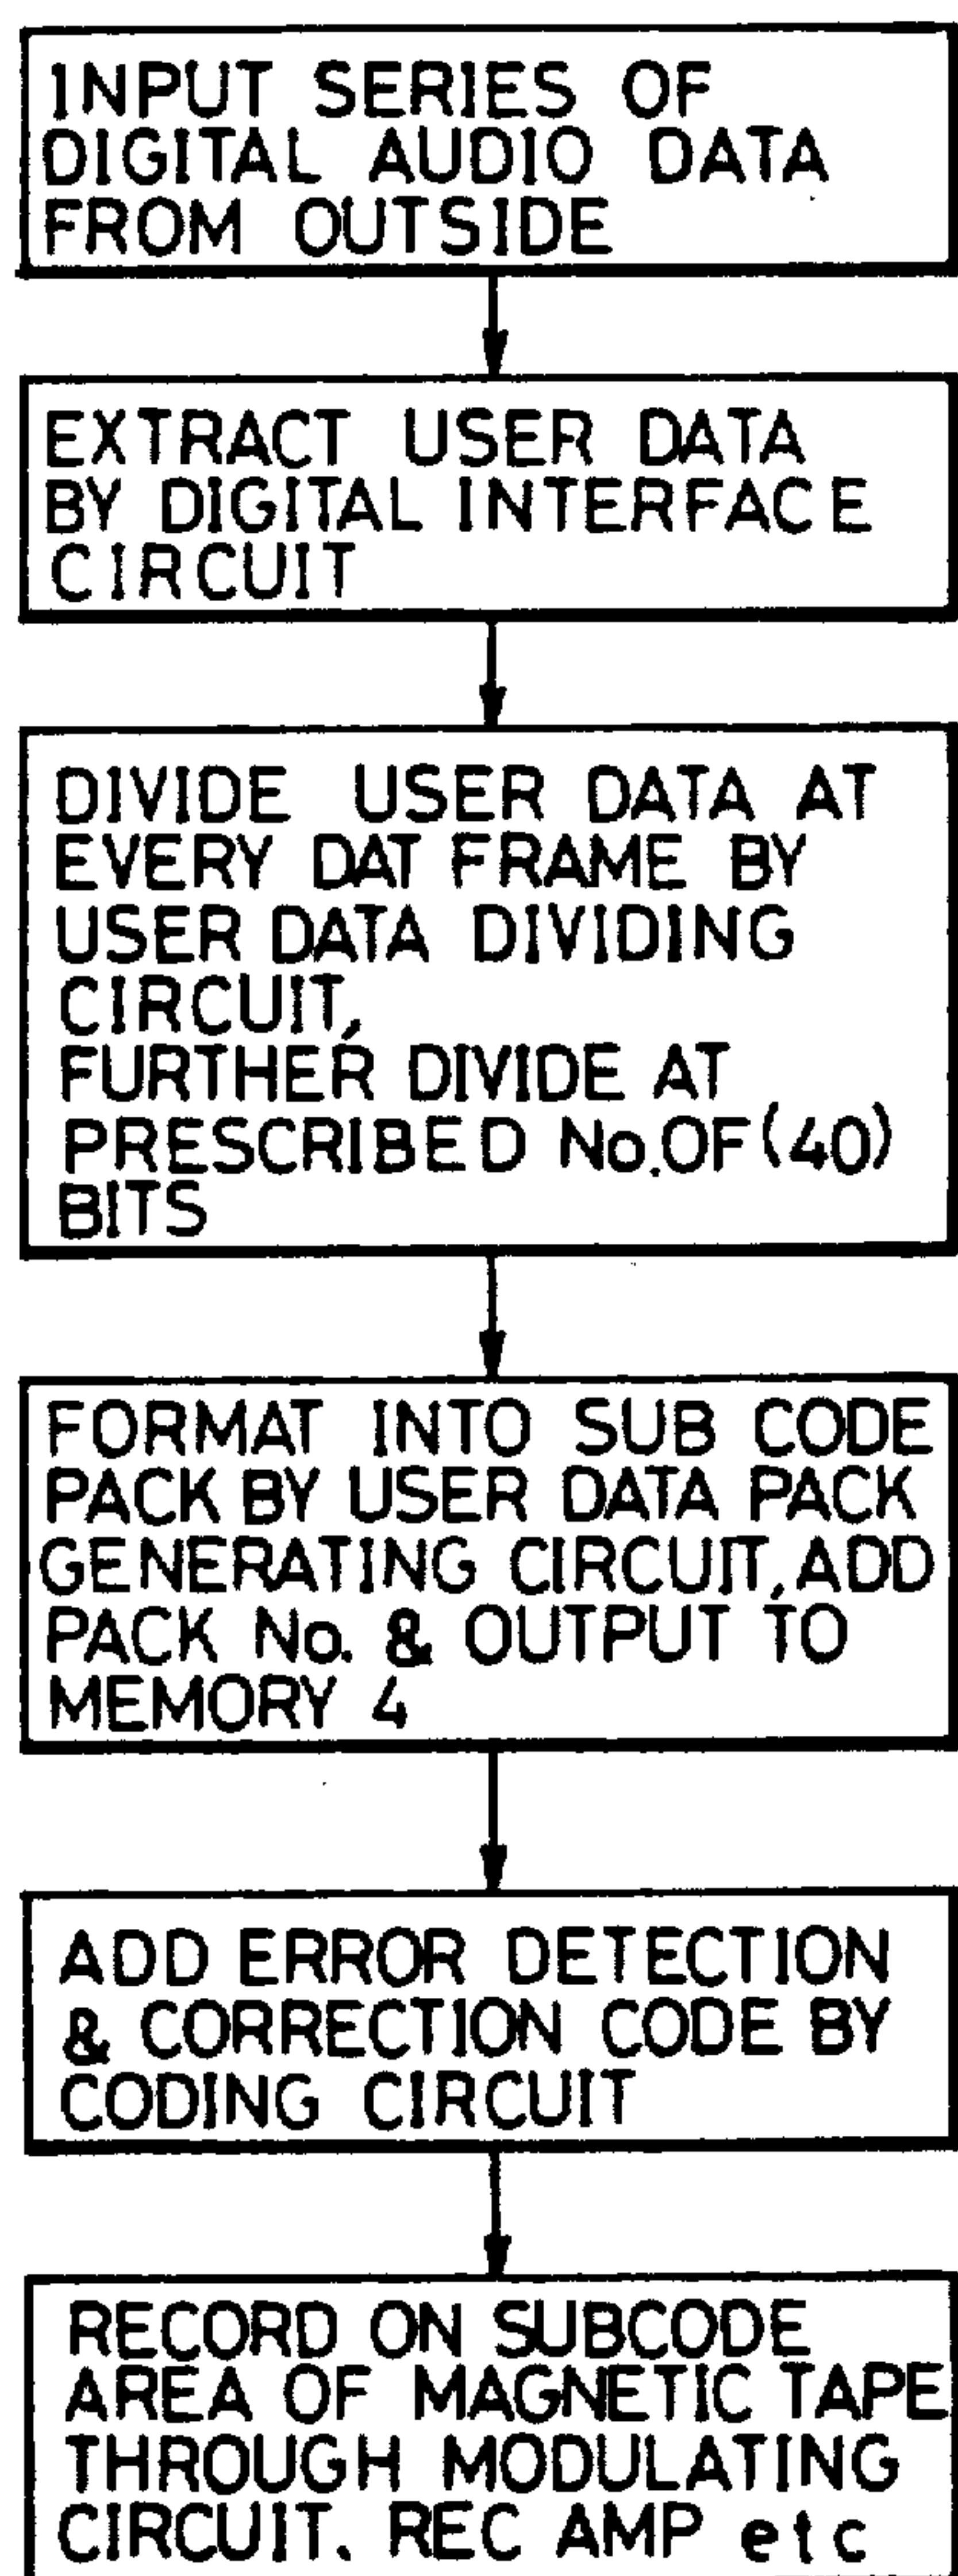 INPUT SERIES OF
DIGITAL AUDIO DATA
FROM OUTSIDE
EXTRACT USER DATA
BY DIGITAL INTERFACE
CIRCUIT
DIVIDE USER DATA AT
EVERY DAT FRAME BY
USER DATA DIVIDING
CIRCUIT,
FURTHER DIVIDE AT
PRESCRIBED No.OF(40)
BITS
FORMAT INTO SUB CODE
PACK BY USER DATA PACK
GENERATING CIRCUIT,ADD
PACK No. & OUTPUT TO
MEMORY 4
ADD ERROR DETECTION
& CORRECTION CODE BY
CODING CIRCUIT
RECORD ON SUBCODE
AREA OF MAGNETIC TAPE
THROUGH MODULATING
CIRCUIT. REC AMP etc